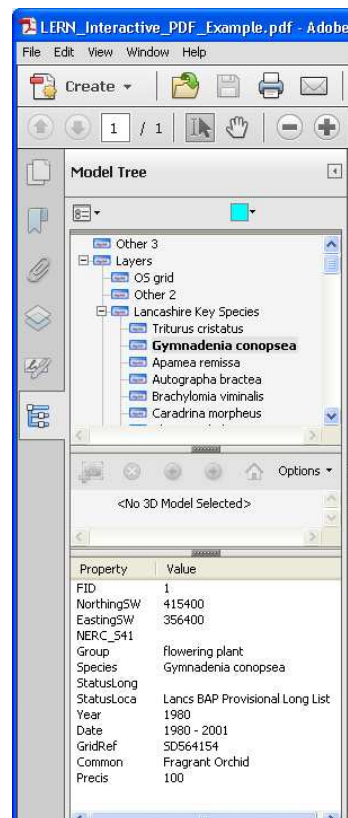 LERN_Interactive_PDF_Example.pdf - Adobe
File Edit View Window Help
Create
1 / 1
Model Tree
Other 3
Layers
OS grid
Other 2
Lancashire Key Species
Triturus cristatus
Gymnadenia conopsea
Apamea remissa
Autographa bractea
Brachylomia viminalis
Caradrina morpheus
Options
<No 3D Model Selected>
Property Value
FID 1
NorthingSW 415400
EastingSW 356400
NERC_S41
Group flowering plant
Species Gymnadenia conopsea
StatusLong
StatusLoca Lancs BAP Provisional Long List
Year 1980
Date 1980 - 2001
GridRef SD564154
Common Fragrant Orchid
Precis 100